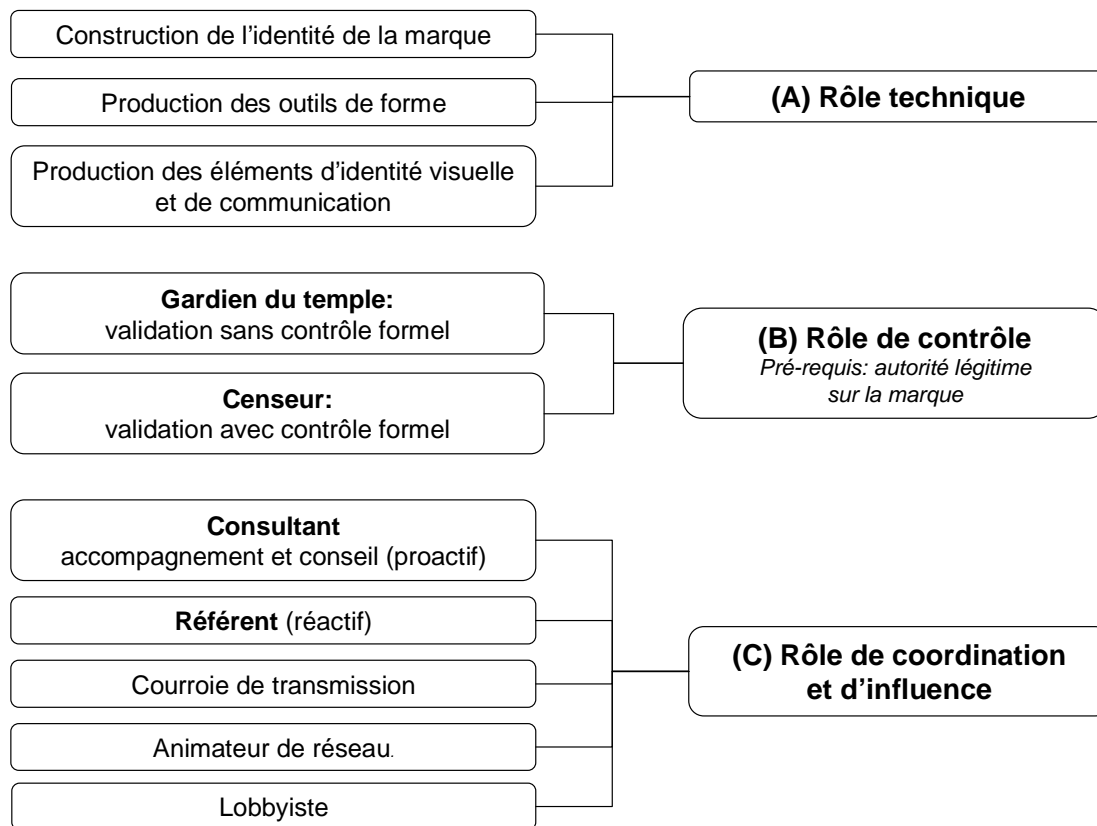 Construction de l'identité de la marque
Production des outils de forme
(A) Rôle technique
Production des éléments d'identité visuelle
et de communication
Gardien du temple:
validation sans contrôle formel
Censeur:
validation avec contrôle formel
(B) Rôle de contrôle
Pré-requis: autorité légitime
sur la marque
Consultant
accompagnement et conseil (proactif)
Référent (réactif)
Courroie de transmission
Animateur de réseau.
Lobbyiste
(C) Rôle de coordination
et d'influence